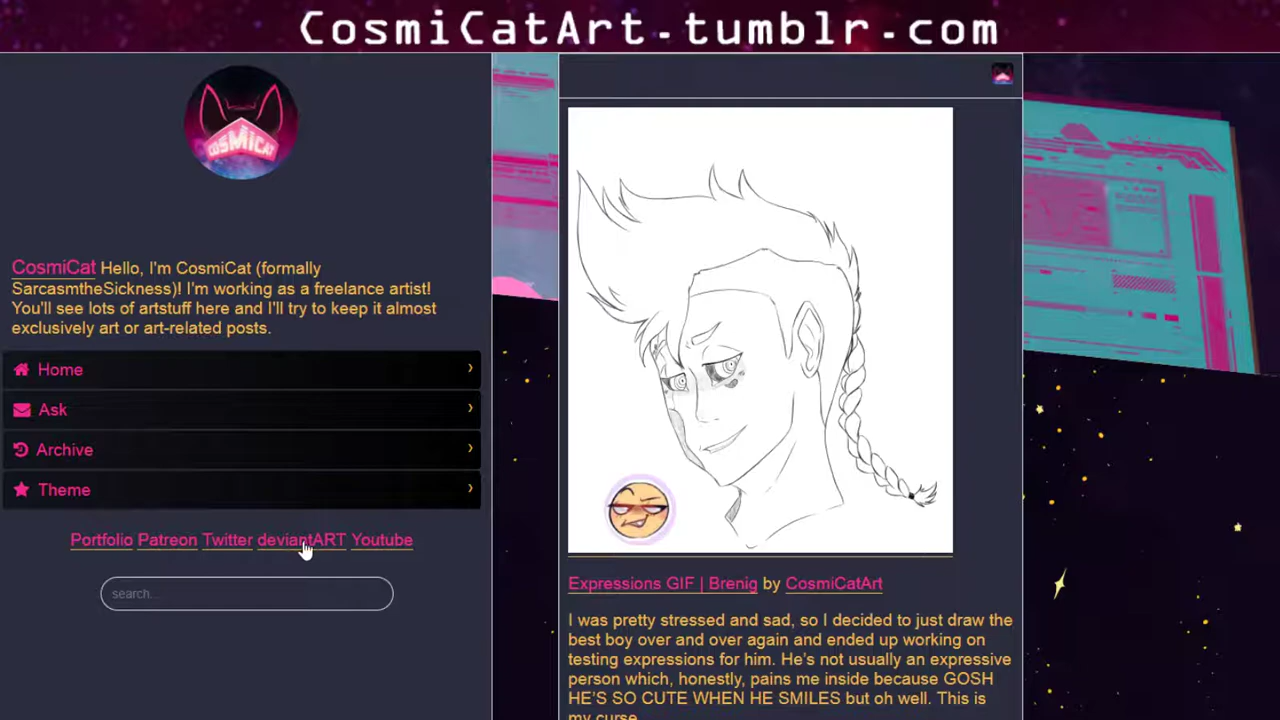 CosmiCatArt.tumblr.com
COSMICAT
CosmiCat Hello, I'm CosmiCat (formally
SarcasmtheSickness)! I'm working as a freelance artist!
You'll see lots of artstuff here and I'll try to keep it almost
exclusively art or art-related posts.
Home
Ask
Archive
Theme
Portfolio Patreon Twitter deviantART Youtube
search...
Expressions GIF | Brenig by CosmiCatArt
I was pretty stressed and sad, so I decided to just draw the
best boy over and over again and ended up working on
testing expressions for him. He's not usually an expressive
person which, honestly, pains me inside because GOSH
HE'S SO CUTE WHEN HE SMILES but oh well. This is
my curse